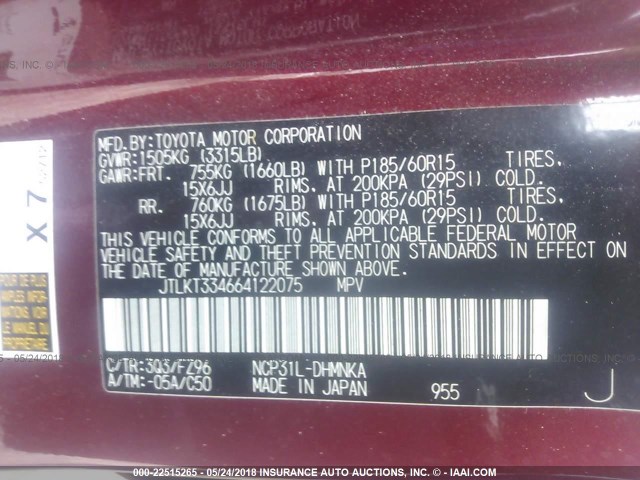 X 7
MFD.BY:TOYOTA MOTOR CORPORATION
GVWR:1505KG (3315LB)
GAWR:FRT. 755KG (1660LB) WITH P185/60R15 TIRES,
15X6JJ RIMS, AT 200KPA (29PSI) COLD.
RR. 760KG (1675LB) WITH P185/60R15 TIRES,
15X6JJ RIMS, AT 200KPA (29PSI) COLD.
THIS VEHICLE CONFORMS TO ALL APPLICABLE FEDERAL MOTOR
VEHICLE SAFETY AND THEFT PREVENTION STANDARDS IN EFFECT ON
THE DATE OF MANUFACTURE SHOWN ABOVE.
JTLKT334664122075 MPV
C/TR:3Q3/FZ96 NCP31L-DHMNKA
A/TM:-05A/C50 MADE IN JAPAN 955 J
000-22515265 - 05/24/2018 INSURANCE AUTO AUCTIONS, INC. - IAAI.COM